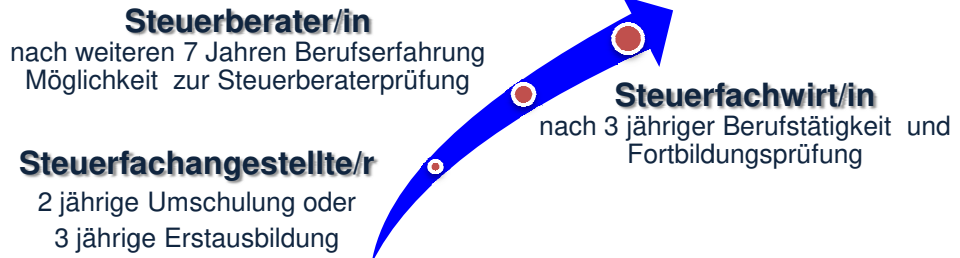 Steuerberater/in
nach weiteren 7 Jahren Berufserfahrung
Möglichkeit  zur Steuerberaterprüfung
Steuerfachwirt/in
nach 3 jähriger Berufstätigkeit  und
Fortbildungsprüfung
Steuerfachangestellte/r
2 jährige Umschulung oder
3 jährige Erstausbildung